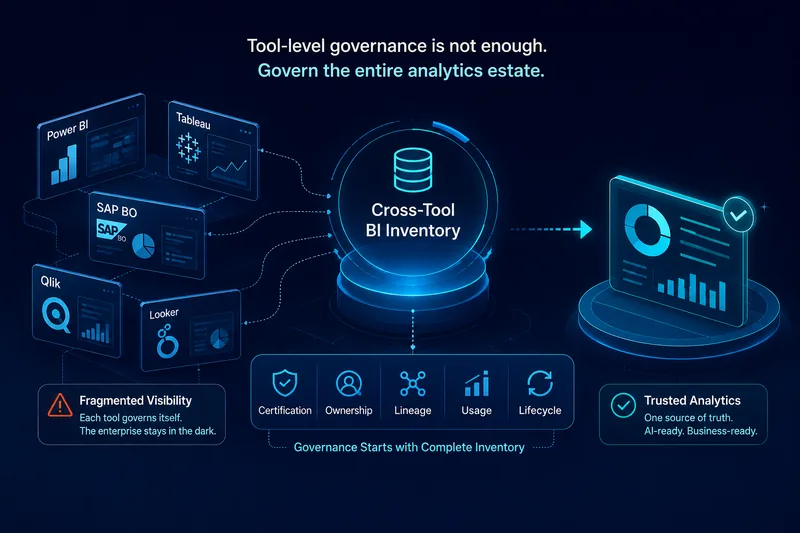 Tool-level governance is not enough.
Govern the entire analytics estate.
Power BI
Tableau
SAP BO
SAP BO
Qlik
Looker
Cross-Tool
BI Inventory
Fragmented Visibility
Each tool governs itself.
The enterprise stays in the dark.
Certification
Ownership
Lineage
Usage
Lifecycle
Governance Starts with Complete Inventory
Trusted Analytics
One source of truth.
AI-ready. Business-ready.